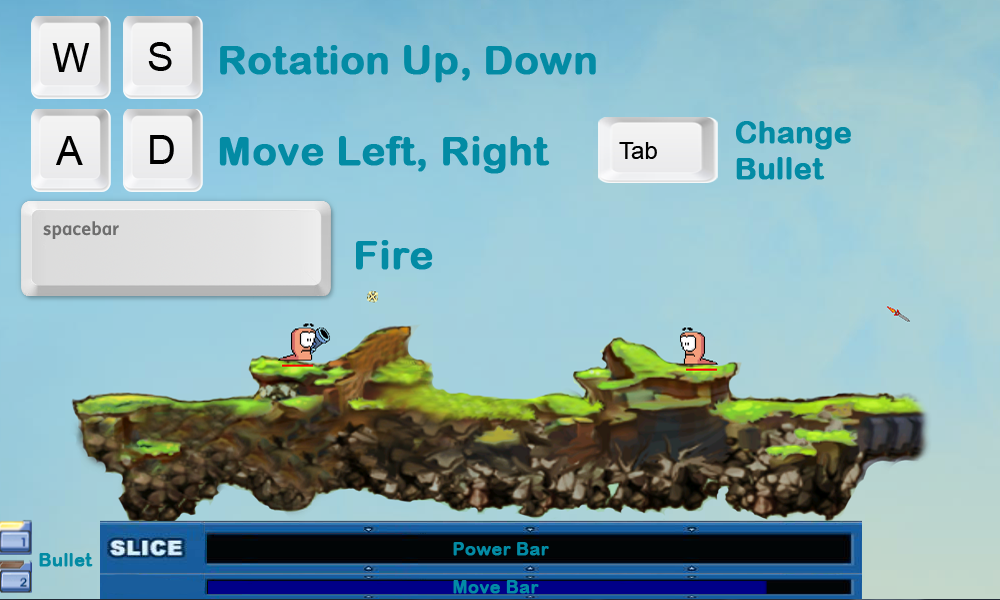 W S Rotation Up, Down
A D Move Left, Right
Tab Change
Bullet
spacebar
Fire
1
Bullet
2
SLICE
Power Bar
Move Bar